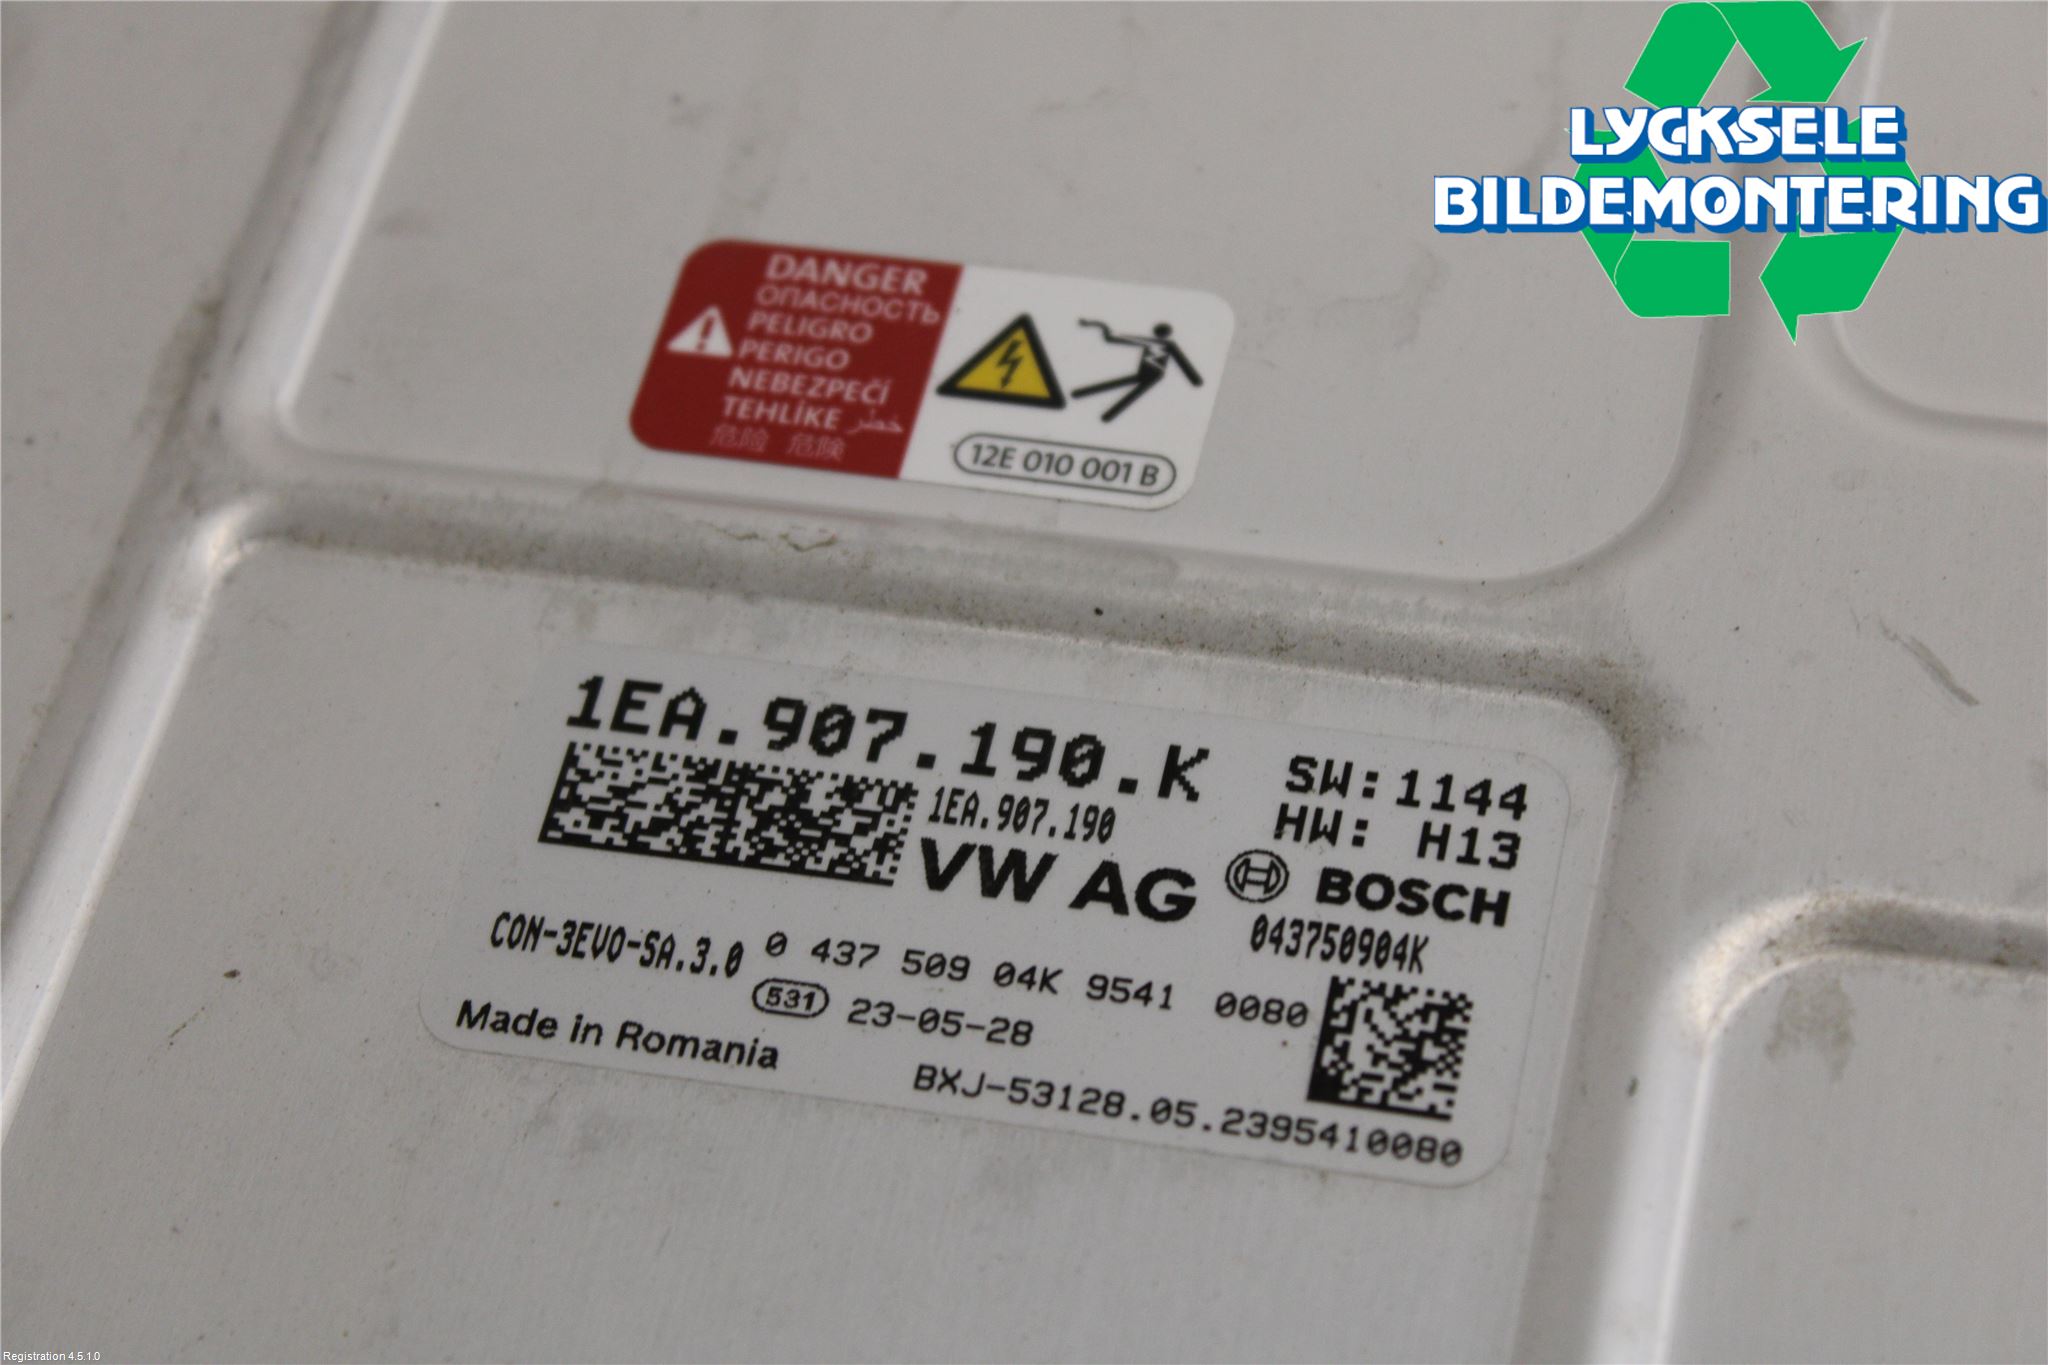 LYCKSELE
BILDEMONTERING
DANGER
ОПАСНОСТЬ
PELIGRO
PERIGO
NEBEZPEČÍ
TEHLİKE خطر
危险 危険
12E 010 001 B
1EA.907.190.K
SW:1144
1EA.907.190
HW: H13
VW AG
BOSCH
043750904K
CON-3EVO-SA.3.0
0 437 509 04K 9541 0080
531 23-05-28
Made in Romania
BXJ-53128.05.2395410080
Registration 4.5.1.0